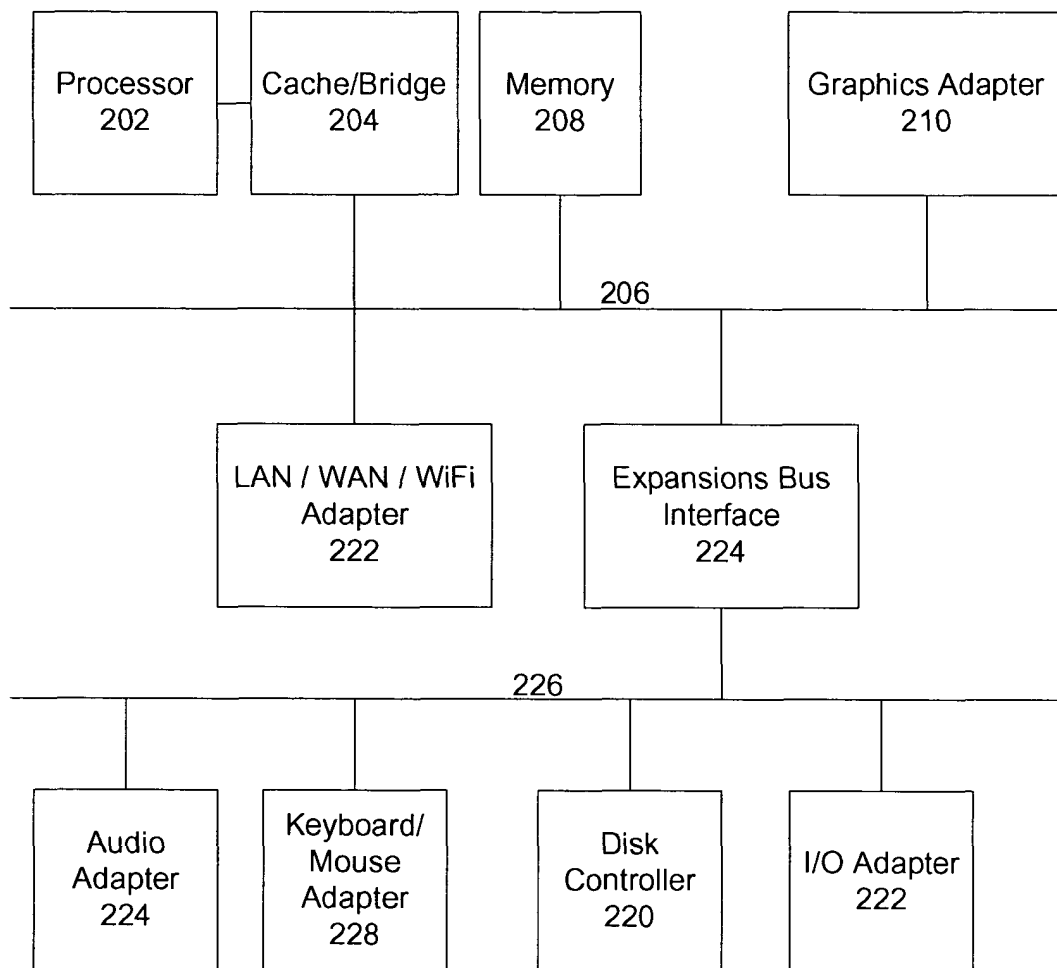 Processor
202
Cache/Bridge
204
Memory
208
Graphics Adapter
210
206
LAN / WAN / WiFi
Adapter
222
Expansions Bus
Interface
224
226
Audio
Adapter
224
Keyboard/
Mouse
Adapter
228
Disk
Controller
220
I/O Adapter
222